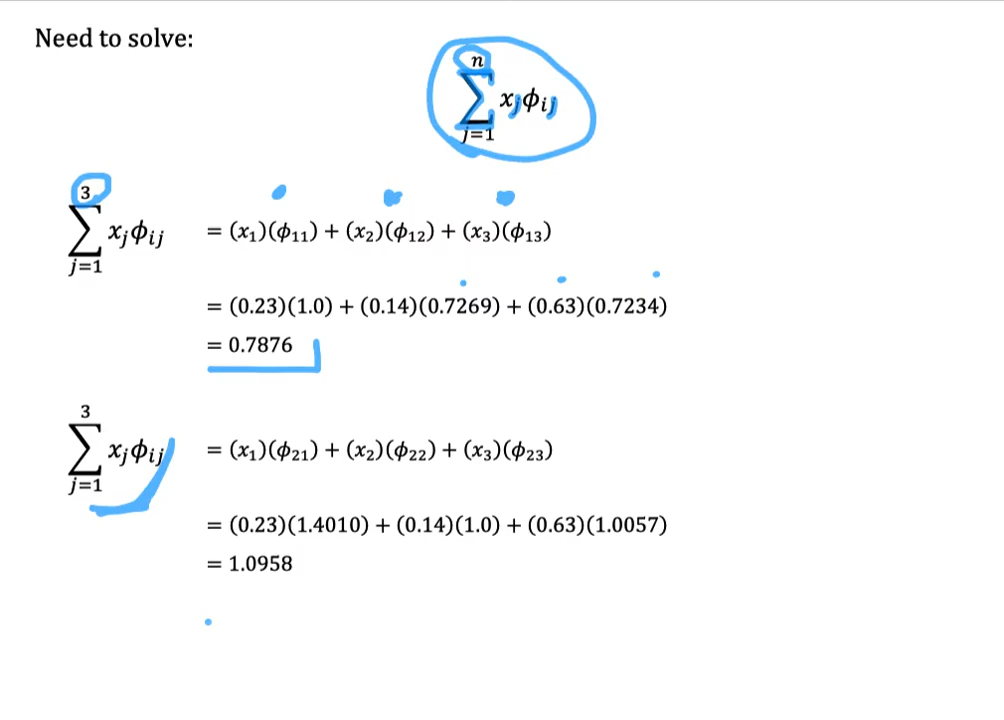 Need to solve:
n
∑ xjϕij
j=1
3
∑ xjϕij = (x₁)(ϕ₁₁) + (x₂)(ϕ₁₂) + (x₃)(ϕ₁₃)
j=1
= (0.23)(1.0) + (0.14)(0.7269) + (0.63)(0.7234)
= 0.7876
3
∑ xjϕij = (x₁)(ϕ₂₁) + (x₂)(ϕ₂₂) + (x₃)(ϕ₂₃)
j=1
= (0.23)(1.4010) + (0.14)(1.0) + (0.63)(1.0057)
= 1.0958